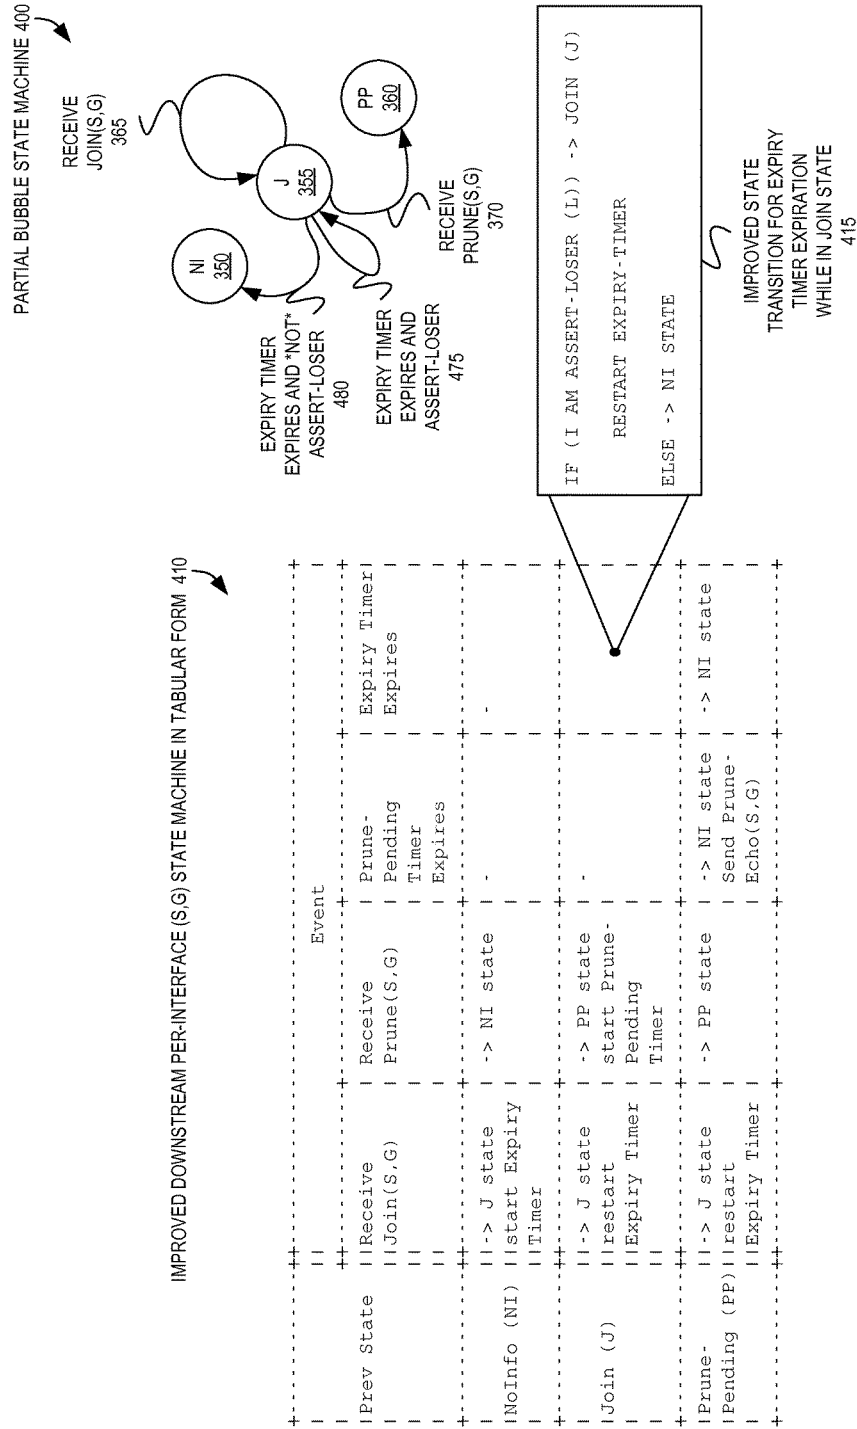 PARTIAL BUBBLE STATE MACHINE 400
RECEIVE
JOIN(S,G)
365
NI
350
J
355
PP
360
RECEIVE
PRUNE(S,G)
370
EXPIRY TIMER
EXPIRES AND *NOT*
ASSERT-LOSER
480
EXPIRY TIMER
EXPIRES AND
ASSERT-LOSER
475
IF (I AM ASSERT-LOSER (L)) -> JOIN (J)
RESTART EXPIRY-TIMER
ELSE -> NI STATE
IMPROVED STATE
TRANSITION FOR EXPIRY
TIMER EXPIRATION
WHILE IN JOIN STATE
415
IMPROVED DOWNSTREAM PER-INTERFACE (S,G) STATE MACHINE IN TABULAR FORM 410
+------------++--------------------------------------------------+
| || Event |
| ++------------+------------+------------+------------+
|Prev State ||Receive | Receive | Prune- | Expiry Timer|
| ||Join(S,G) | Prune(S,G) | Pending | Expires |
| || | | Timer | |
| || | | Expires | |
+------------++------------+------------+------------+------------+
| ||-> J state | -> NI state | - | - |
|NoInfo (NI) ||start Expiry | | | |
| ||Timer | | | |
+------------++------------+------------+------------+------------+
| ||-> J state | -> PP state | - | |
|Join (J) ||restart | start Prune-| | |
| ||Expiry Timer | Pending | | |
| || | Timer | | |
+------------++------------+------------+------------+------------+
|Prune- ||-> J state | -> PP state | -> NI state | -> NI state |
|Pending (PP)||restart | | Send Prune- | |
| ||Expiry Timer | | Echo(S,G) | |
+------------++------------+------------+------------+------------+